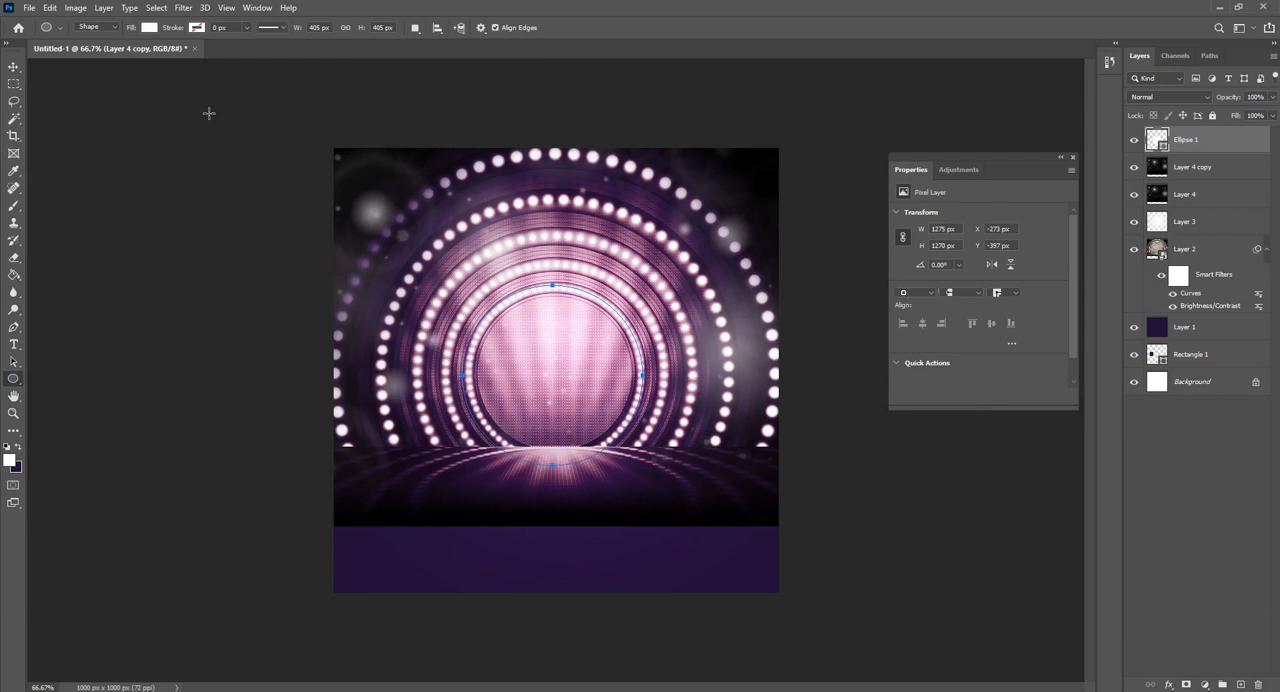 Ps File Edit Image Layer Type Select Filter 3D View Window Help
Shape Fill: Stroke: 0 px W: 405 px H: 405 px Align Edges
Untitled-1 @ 66.7% (Layer 4 copy, RGB/8#) * ×
Layers Channels Paths
Kind
Normal Opacity: 100%
Lock: Fill: 100%
Ellipse 1
Layer 4 copy
Layer 4
Layer 3
Layer 2
Smart Filters
Curves
Brightness/Contrast
Layer 1
Rectangle 1
Background
Properties Adjustments
Pixel Layer
Transform
W 1275 px X -273 px
H 1270 px Y -397 px
0.00°
Align:
Quick Actions
66.67% 1000 px x 1000 px (72 ppi)